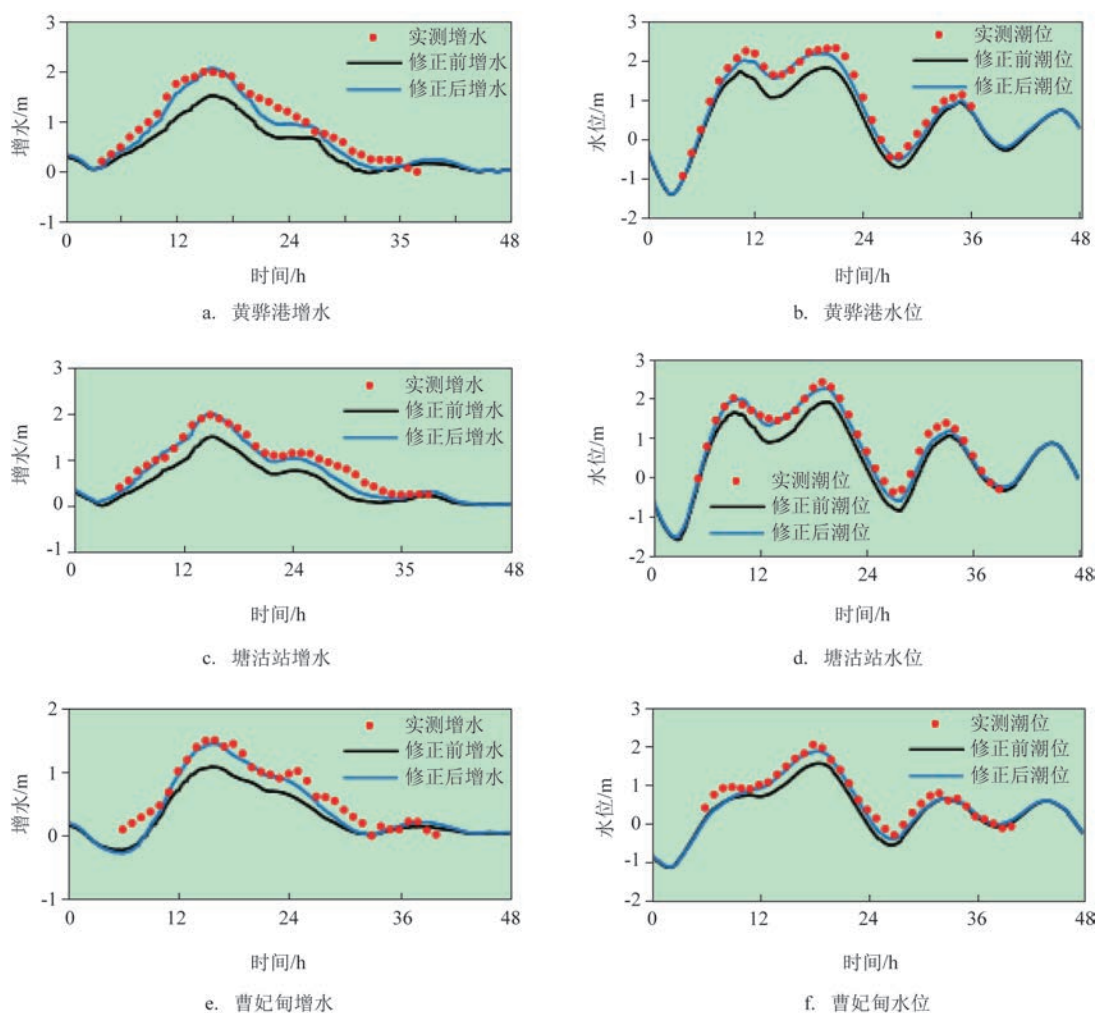 3
2
1
0
-1
增水/m
实测增水
修正前增水
修正后增水
0 12 24 35 48
时间/h
a. 黄骅港增水
3
2
1
0
-1
-2
水位/m
实测潮位
修正前潮位
修正后潮位
0 12 24 36 48
时间/h
b. 黄骅港水位
3
2
1
0
-1
增水/m
实测增水
修正前增水
修正后增水
0 12 24 36 48
时间/h
c. 塘沽站增水
3
2
1
0
-1
-2
水位/m
实测潮位
修正前潮位
修正后潮位
0 12 24 36 48
时间/h
d. 塘沽站水位
2
1
0
-1
增水/m
实测增水
修正前增水
修正后增水
0 12 24 36 48
时间/h
e. 曹妃甸增水
3
2
1
0
-1
-2
水位/m
实测潮位
修正前潮位
修正后潮位
0 12 24 36 48
时间/h
f. 曹妃甸水位